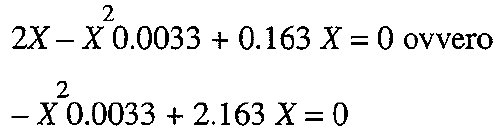 2X – X²0.0033 + 0.163 X = 0 ovvero
– X²0.0033 + 2.163 X = 0